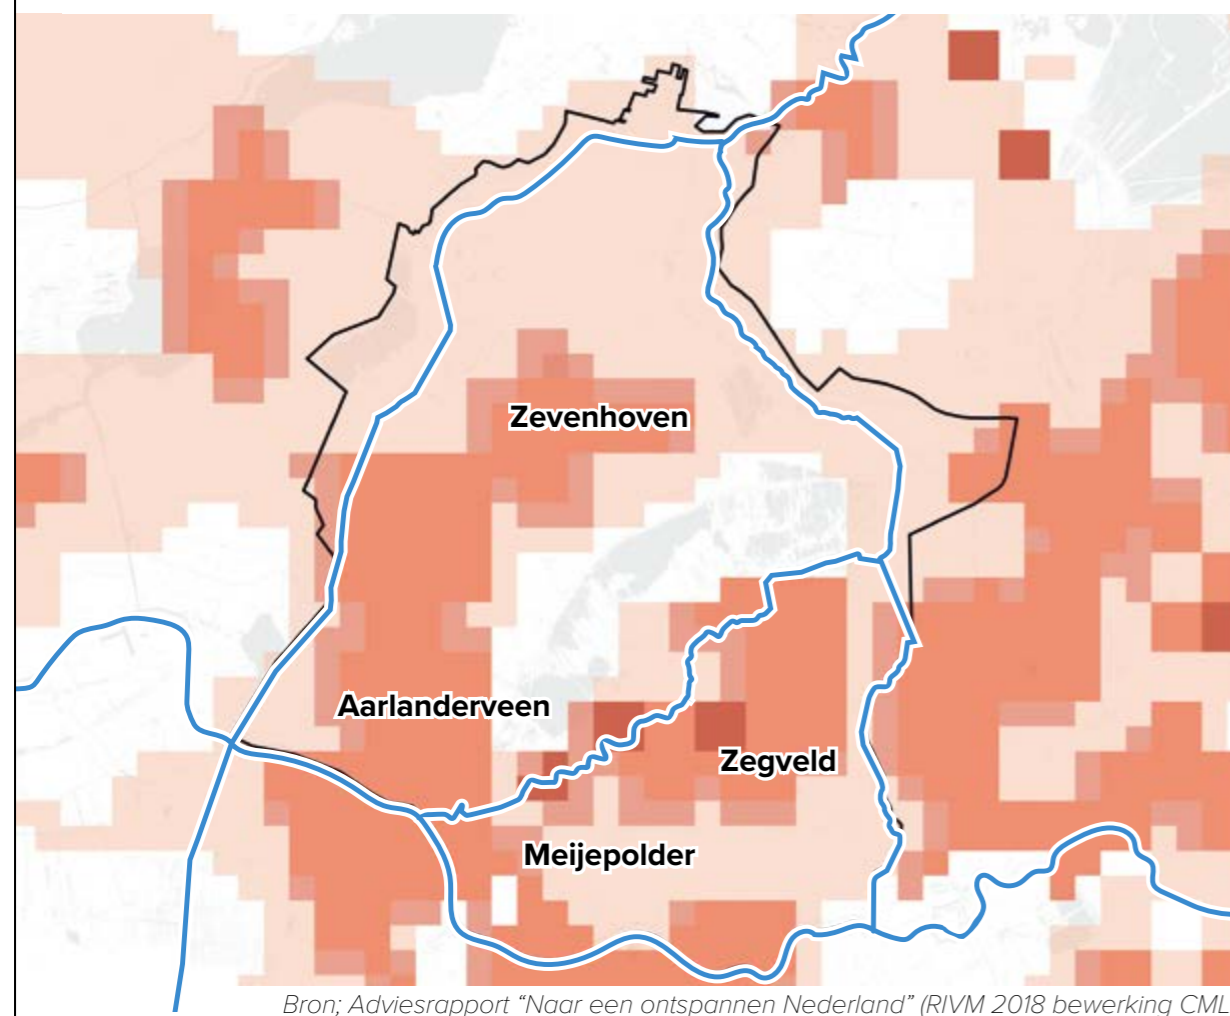 Zevenhoven
Aarlanderveen
Zegveld
Meijepolder
Bron; Adviesrapport “Naar een ontspannen Nederland” (RIVM 2018 bewerking CML